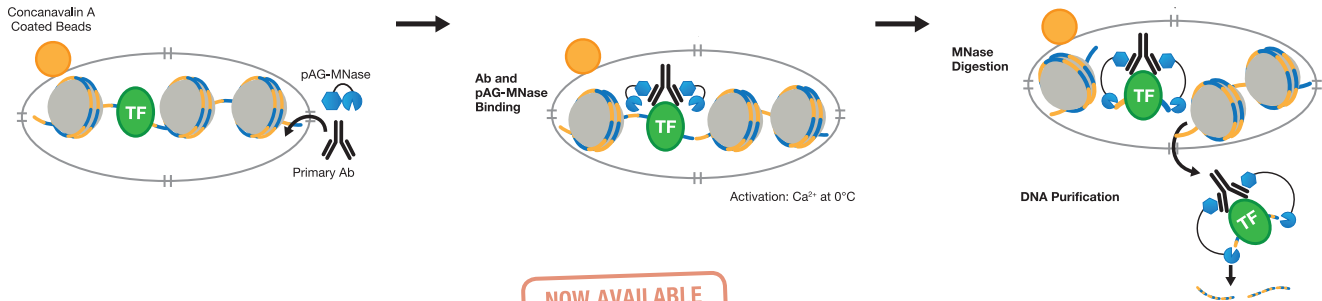 Concanavalin A
Coated Beads
pAG-MNase
TF
Primary Ab
Ab and
pAG-MNase
Binding
TF
Activation: Ca²⁺ at 0°C
MNase
Digestion
TF
DNA Purification
TF
NOW AVAILABLE